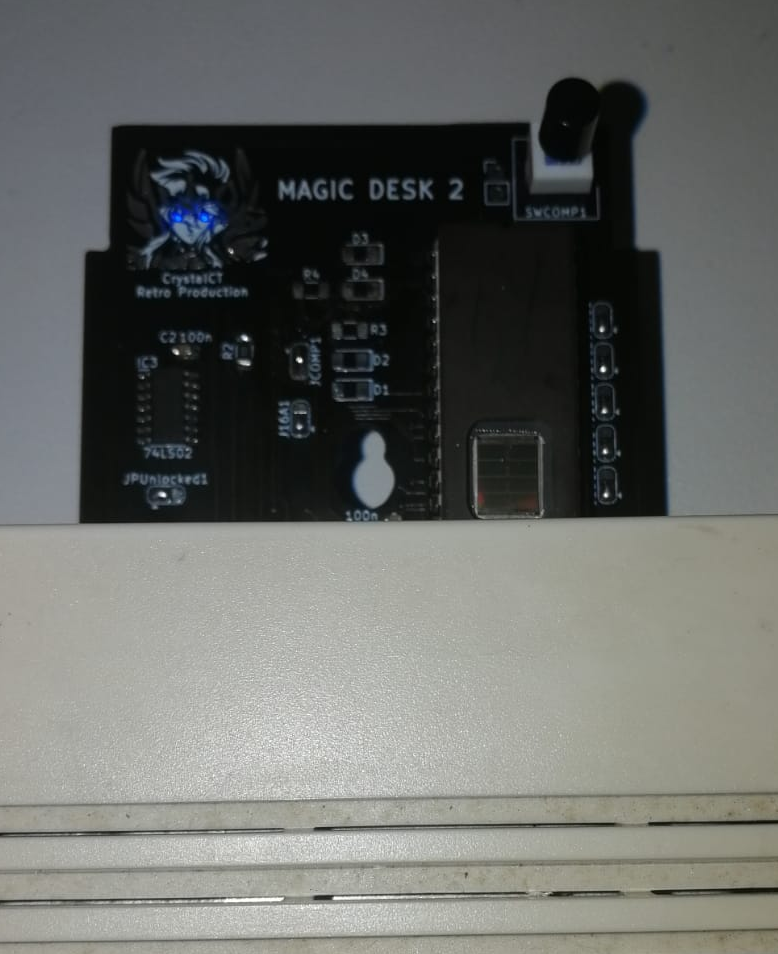 MAGIC DESK 2
SWCOMP1
CrystalCT
Retro Production
D3
R4
D4
R3
C2 100n
IC3
R2
JCOMP1
D2
D1
J16A1
74LS02
JPUnlocked1
100n